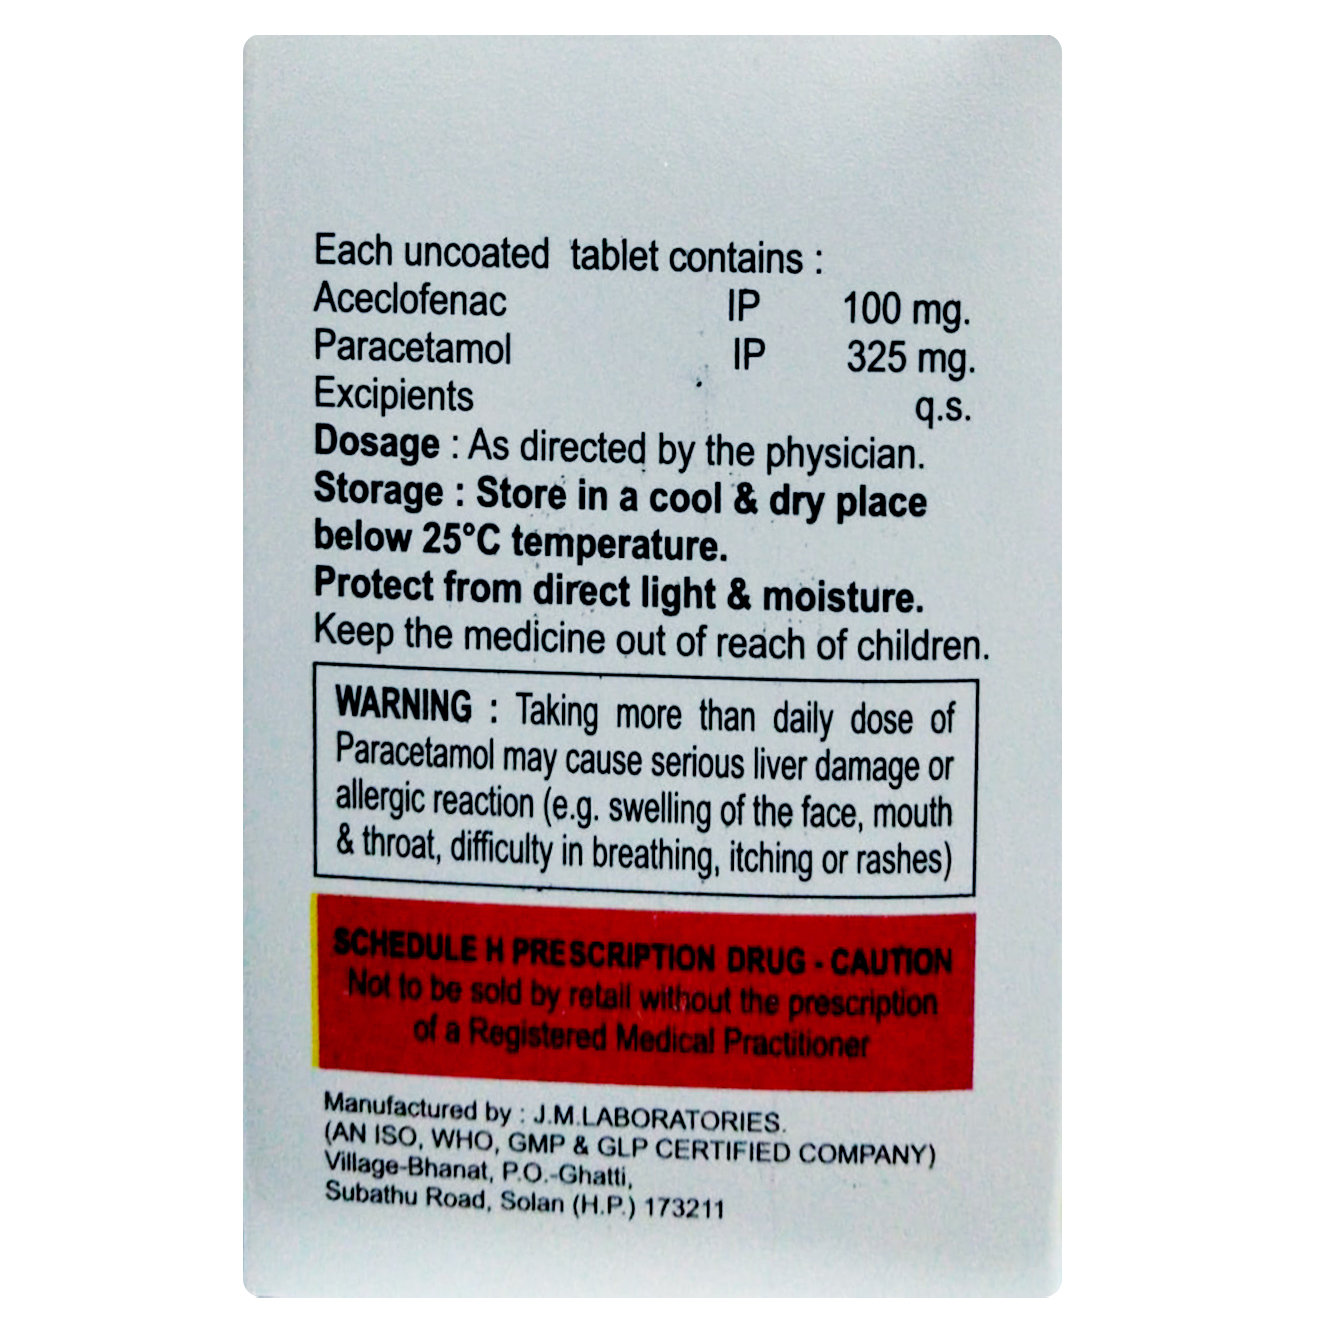 Each uncoated tablet contains :
Aceclofenac IP 100 mg.
Paracetamol IP 325 mg.
Excipients q.s.
Dosage : As directed by the physician.
Storage : Store in a cool & dry place
below 25°C temperature.
Protect from direct light & moisture.
Keep the medicine out of reach of children.
WARNING : Taking more than daily dose of
Paracetamol may cause serious liver damage or
allergic reaction (e.g. swelling of the face, mouth
& throat, difficulty in breathing, itching or rashes)
SCHEDULE H PRESCRIPTION DRUG - CAUTION
Not to be sold by retail without the prescription
of a Registered Medical Practitioner
Manufactured by : J.M.LABORATORIES.
(AN ISO, WHO, GMP & GLP CERTIFIED COMPANY)
Village-Bhanat, P.O.-Ghatti,
Subathu Road, Solan (H.P.) 173211